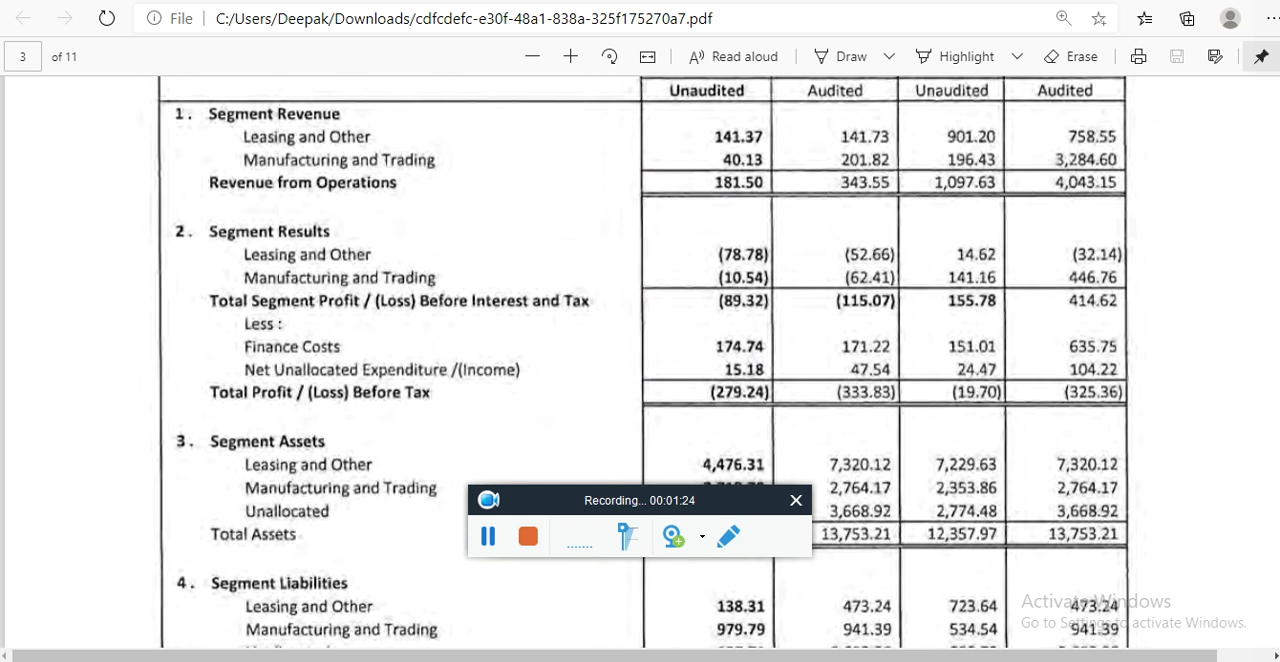 File C:/Users/Deepak/Downloads/cdfcdefc-e30f-48a1-838a-325f175270a7.pdf
3 of 11 Read aloud Draw Highlight Erase
Unaudited Audited Unaudited Audited
1. Segment Revenue
Leasing and Other 141.37 141.73 901.20 758.55
Manufacturing and Trading 40.13 201.82 196.43 3,284.60
Revenue from Operations 181.50 343.55 1,097.63 4,043.15
2. Segment Results
Leasing and Other (78.78) (52.66) 14.62 (32.14)
Manufacturing and Trading (10.54) (62.41) 141.16 446.76
Total Segment Profit / (Loss) Before Interest and Tax (89.32) (115.07) 155.78 414.62
Less :
Finance Costs 174.74 171.22 151.01 635.75
Net Unallocated Expenditure /(Income) 15.18 47.54 24.47 104.22
Total Profit / (Loss) Before Tax (279.24) (333.83) (19.70) (325.36)
3. Segment Assets
Leasing and Other 4,476.31 7,320.12 7,229.63 7,320.12
Manufacturing and Trading 2,764.17 2,353.86 2,764.17
Recording... 00:01:24
Unallocated 3,668.92 2,774.48 3,668.92
Total Assets 13,753.21 12,357.97 13,753.21
4. Segment Liabilities
Leasing and Other 138.31 473.24 723.64 473.24
Manufacturing and Trading 979.79 941.39 534.54 941.39
Activate Windows
Go to Settings to activate Windows.